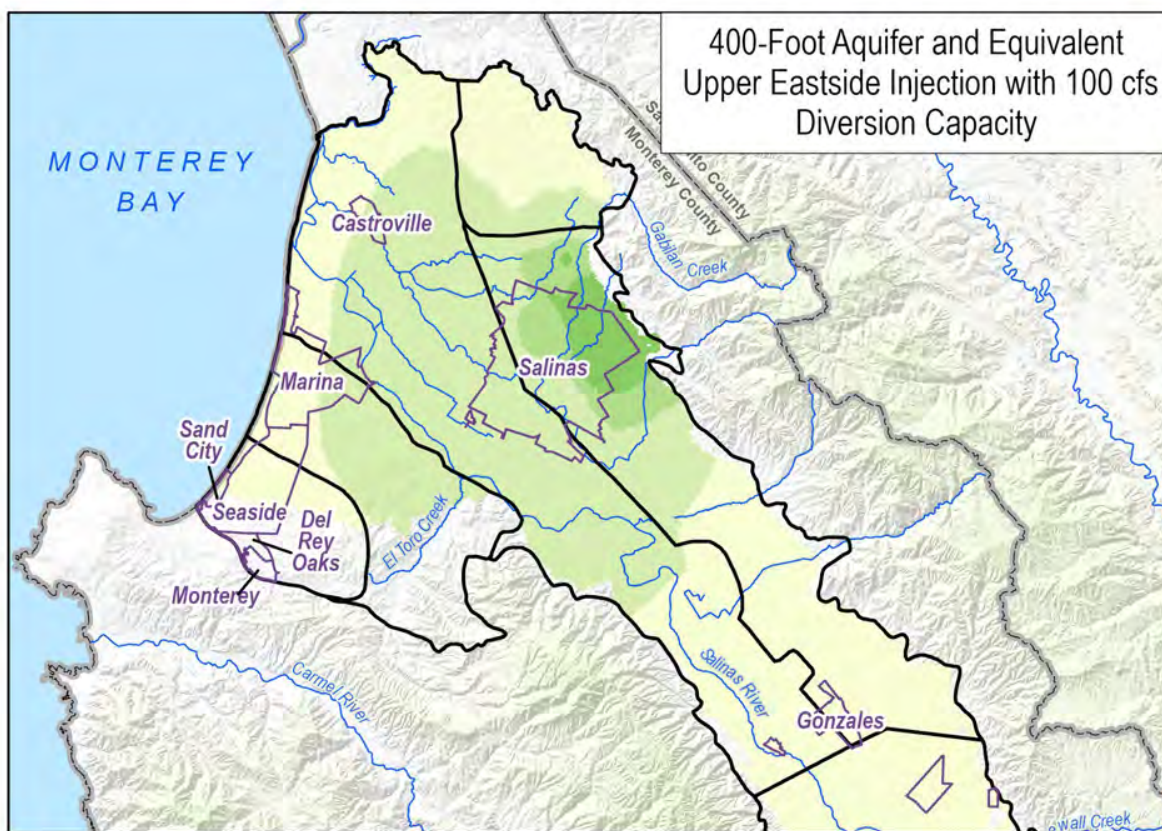 400-Foot Aquifer and Equivalent
Upper Eastside Injection with 100 cfs
Diversion Capacity
MONTEREY
BAY
Monterey County
Castroville
Gabilan Creek
Salinas
Marina
Sand
City
Seaside
Del
Rey
Oaks
El Toro Creek
Monterey
Carmel River
Salinas River
Gonzales
Creek